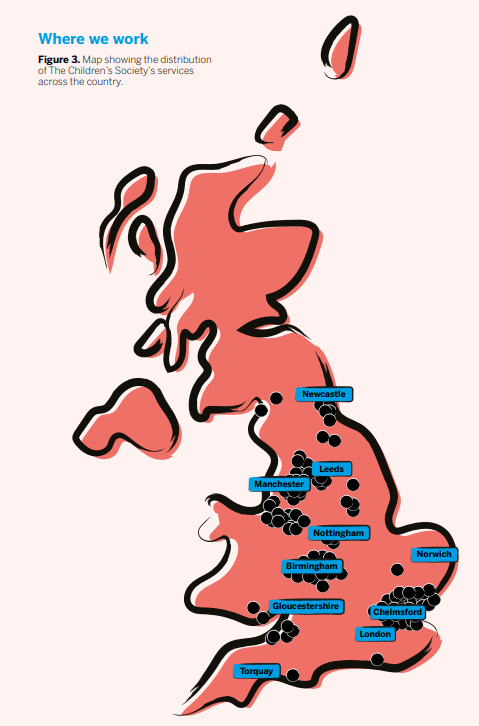 Where we work
Figure 3. Map showing the distribution
of The Children's Society's services
across the country.
Newcastle
Leeds
Manchester
Nottingham
Norwich
Birmingham
Gloucestershire
Chelmsford
London
Torquay